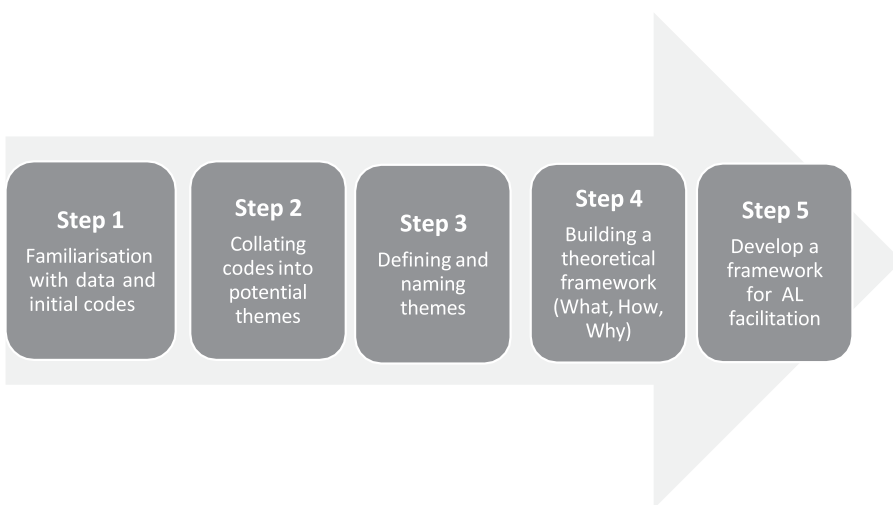 Step 1
Familiarisation
with data and
initial codes
Step 2
Collating
codes into
potential
themes
Step 3
Defining and
naming
themes
Step 4
Building a
theoretical
framework
(What, How,
Why)
Step 5
Develop a
framework
for AL
facilitation